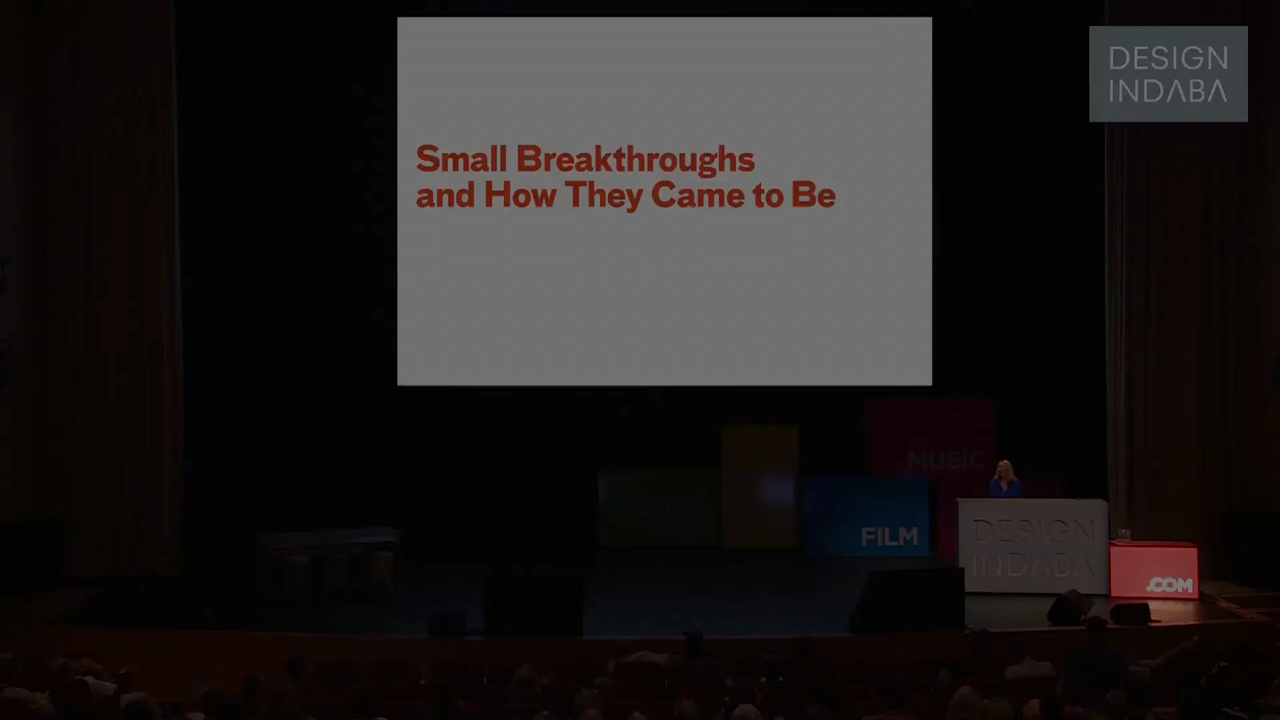 DESIGN
INDABA
Small Breakthroughs
and How They Came to Be
MUSIC
FILM
DESIGN
INDABA
.COM